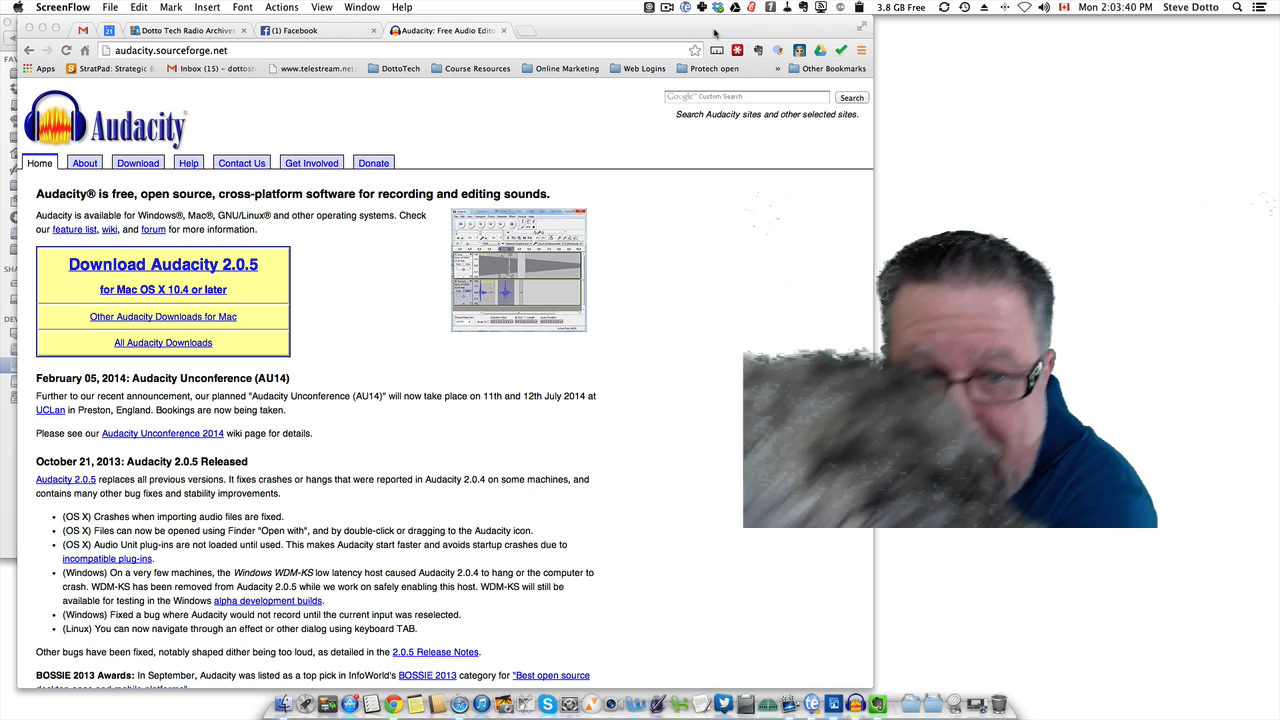 ScreenFlow File Edit Mark Insert Font Actions View Window Help 3.8 GB Free Mon 2:03:40 PM Steve Dotto
Dotto Tech Radio Archives (1) Facebook Audacity: Free Audio Edito
audacity.sourceforge.net
Apps StratPad: Strategic B Inbox (15) – dottost www.telestream.net DottoTech Course Resources Online Marketing Web Logins Protech open » Other Bookmarks
Google™ Custom Search Search
Search Audacity sites and other selected sites.
Audacity®
Home About Download Help Contact Us Get Involved Donate
Audacity® is free, open source, cross-platform software for recording and editing sounds.
Audacity is available for Windows®, Mac®, GNU/Linux® and other operating systems. Check
our feature list, wiki, and forum for more information.
Download Audacity 2.0.5
for Mac OS X 10.4 or later
Other Audacity Downloads for Mac
All Audacity Downloads
February 05, 2014: Audacity Unconference (AU14)
Further to our recent announcement, our planned "Audacity Unconference (AU14)" will now take place on 11th and 12th July 2014 at
UCLan in Preston, England. Bookings are now being taken.
Please see our Audacity Unconference 2014 wiki page for details.
October 21, 2013: Audacity 2.0.5 Released
Audacity 2.0.5 replaces all previous versions. It fixes crashes or hangs that were reported in Audacity 2.0.4 on some machines, and
contains many other bug fixes and stability improvements.
• (OS X) Crashes when importing audio files are fixed.
• (OS X) Files can now be opened using Finder "Open with", and by double-click or dragging to the Audacity icon.
• (OS X) Audio Unit plug-ins are not loaded until used. This makes Audacity start faster and avoids startup crashes due to
incompatible plug-ins.
• (Windows) On a very few machines, the Windows WDM-KS low latency host caused Audacity 2.0.4 to hang or the computer to
crash. WDM-KS has been removed from Audacity 2.0.5 while we work on safely enabling this host. WDM-KS will still be
available for testing in the Windows alpha development builds.
• (Windows) Fixed a bug where Audacity would not record until the current input was reselected.
• (Linux) You can now navigate through an effect or other dialog using keyboard TAB.
Other bugs have been fixed, notably shaped dither being too loud, as detailed in the 2.0.5 Release Notes.
BOSSIE 2013 Awards: In September, Audacity was listed as a top pick in InfoWorld's BOSSIE 2013 category for "Best open source
desktop apps and mobile platforms".